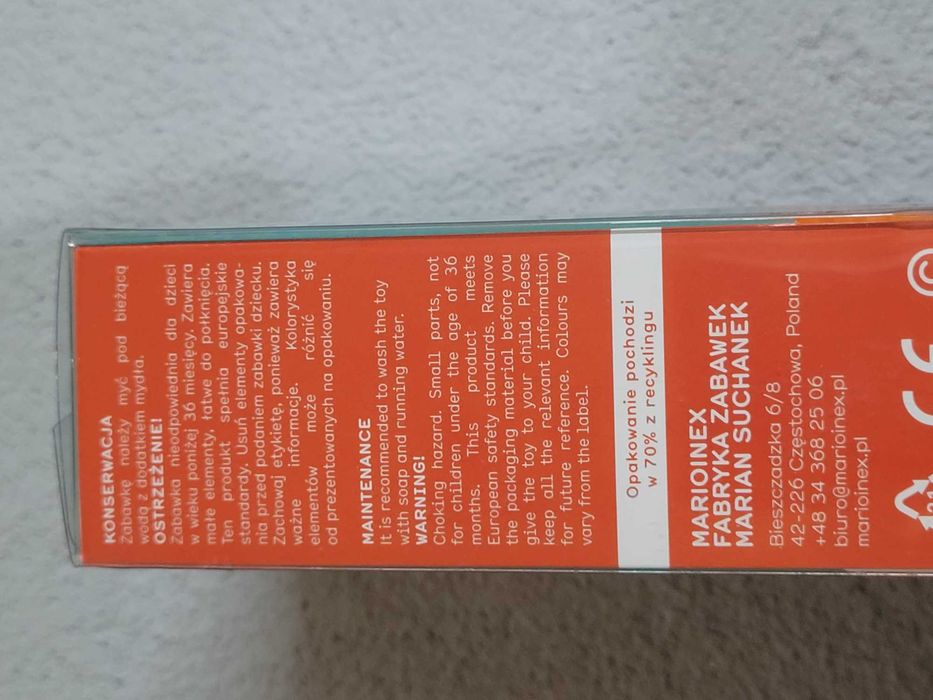 KONSERWACJA
Zabawkę należy myć pod bieżącą
wodą z dodatkiem mydła.
OSTRZEŻENIE!
Zabawka nieodpowiednia dla dzieci
w wieku poniżej 36 miesięcy. Zawiera
małe elementy, łatwe do połknięcia.
Ten produkt spełnia europejskie
standardy. Usuń elementy opakowa-
nia przed podaniem zabawki dziecku.
Zachowaj etykietę, ponieważ zawiera
ważne informacje. Kolorystyka
elementów może różnić się
od prezentowanych na opakowaniu.
MAINTENANCE
It is recommended to wash the toy
with soap and running water.
WARNING!
Choking hazard. Small parts, not
for children under the age of 36
months. This product meets
European safety standards. Remove
the packaging material before you
give the toy to your child. Please
keep all the relevant information
for future reference. Colours may
vary from the label.
Opakowanie pochodzi
w 70% z recyklingu
MARIOINEX
FABRYKA ZABAWEK
MARIAN SUCHANEK
Bieszczadzka 6/8
42-226 Częstochowa, Poland
+48 34 368 25 06
biuro@marioinex.pl
marioinex.pl
CE